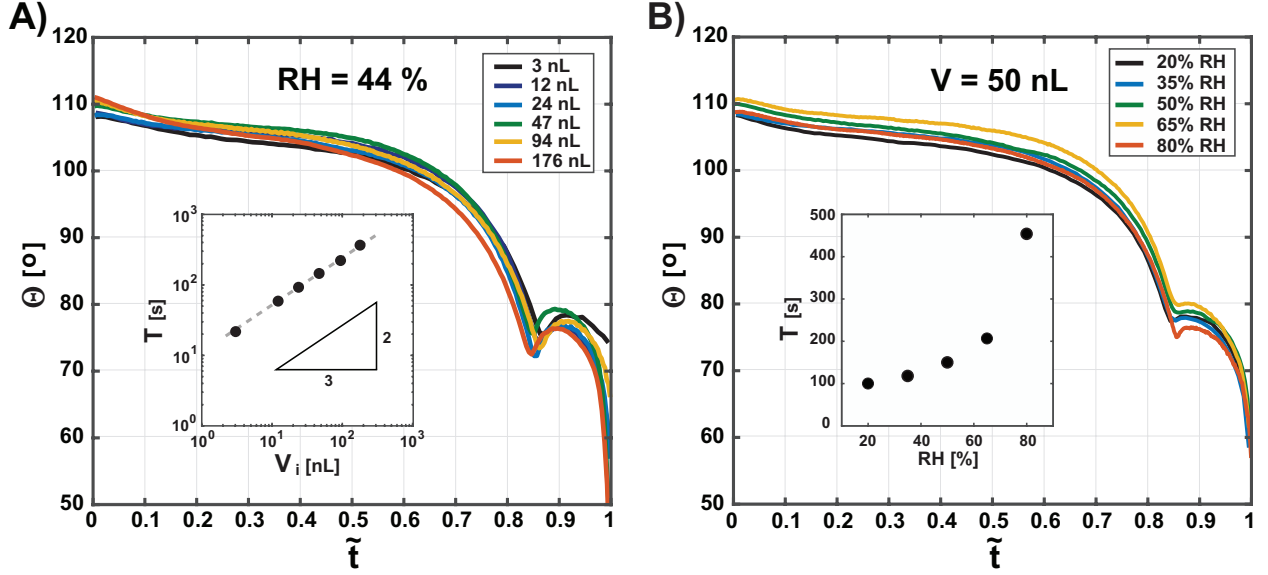 A)
RH = 44 %
3 nL
12 nL
24 nL
47 nL
94 nL
176 nL
Θ [º]
120
110
100
90
80
70
60
50
0 0.1 0.2 0.3 0.4 0.5 0.6 0.7 0.8 0.9 1
t̃
T [s]
10³
10²
10¹
10⁰
10⁰ 10¹ 10² 10³
V i [nL]
2
3
B)
V = 50 nL
20% RH
35% RH
50% RH
65% RH
80% RH
Θ [º]
120
110
100
90
80
70
60
50
0 0.1 0.2 0.3 0.4 0.5 0.6 0.7 0.8 0.9 1
t̃
T [s]
500
400
300
200
100
0
20 40 60 80
RH [%]